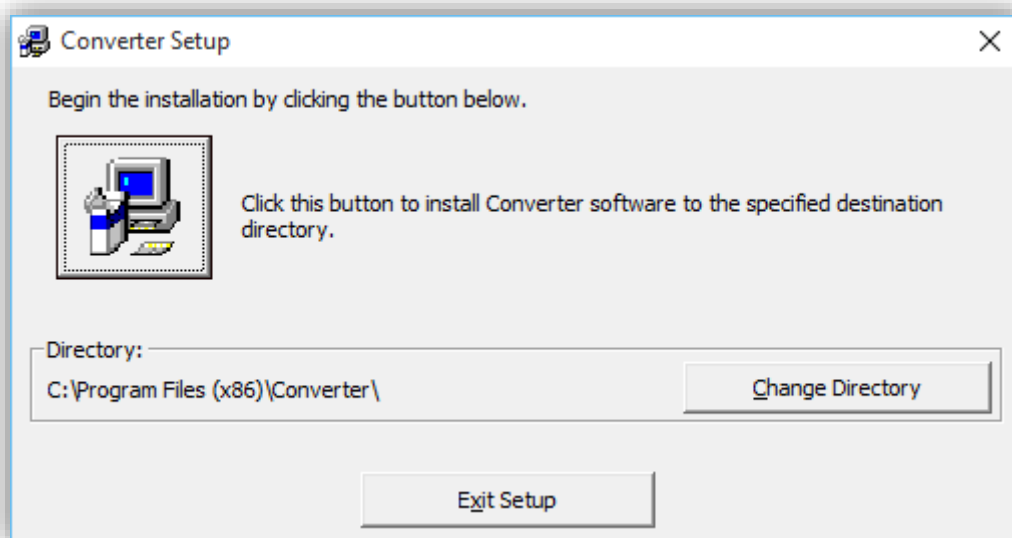 Converter Setup
Begin the installation by clicking the button below.
Click this button to install Converter software to the specified destination
directory.
Directory:
C:\Program Files (x86)\Converter\
Change Directory
Exit Setup